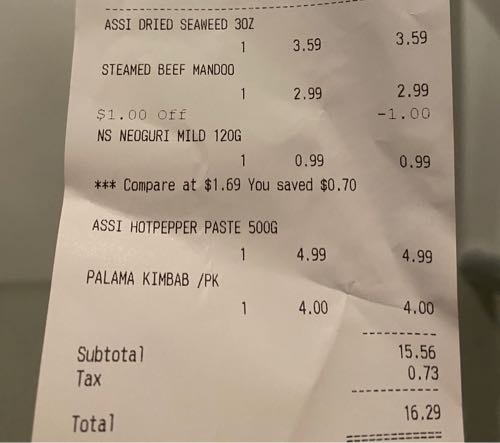 ASSI DRIED SEAWEED 3OZ
1 3.59 3.59
STEAMED BEEF MANDOO
1 2.99 2.99
$1.00 Off -1.00
NS NEOGURI MILD 120G
1 0.99 0.99
*** Compare at $1.69 You saved $0.70
ASSI HOTPEPPER PASTE 500G
1 4.99 4.99
PALAMA KIMBAB /PK
1 4.00 4.00
Subtotal 15.56
Tax 0.73
Total 16.29